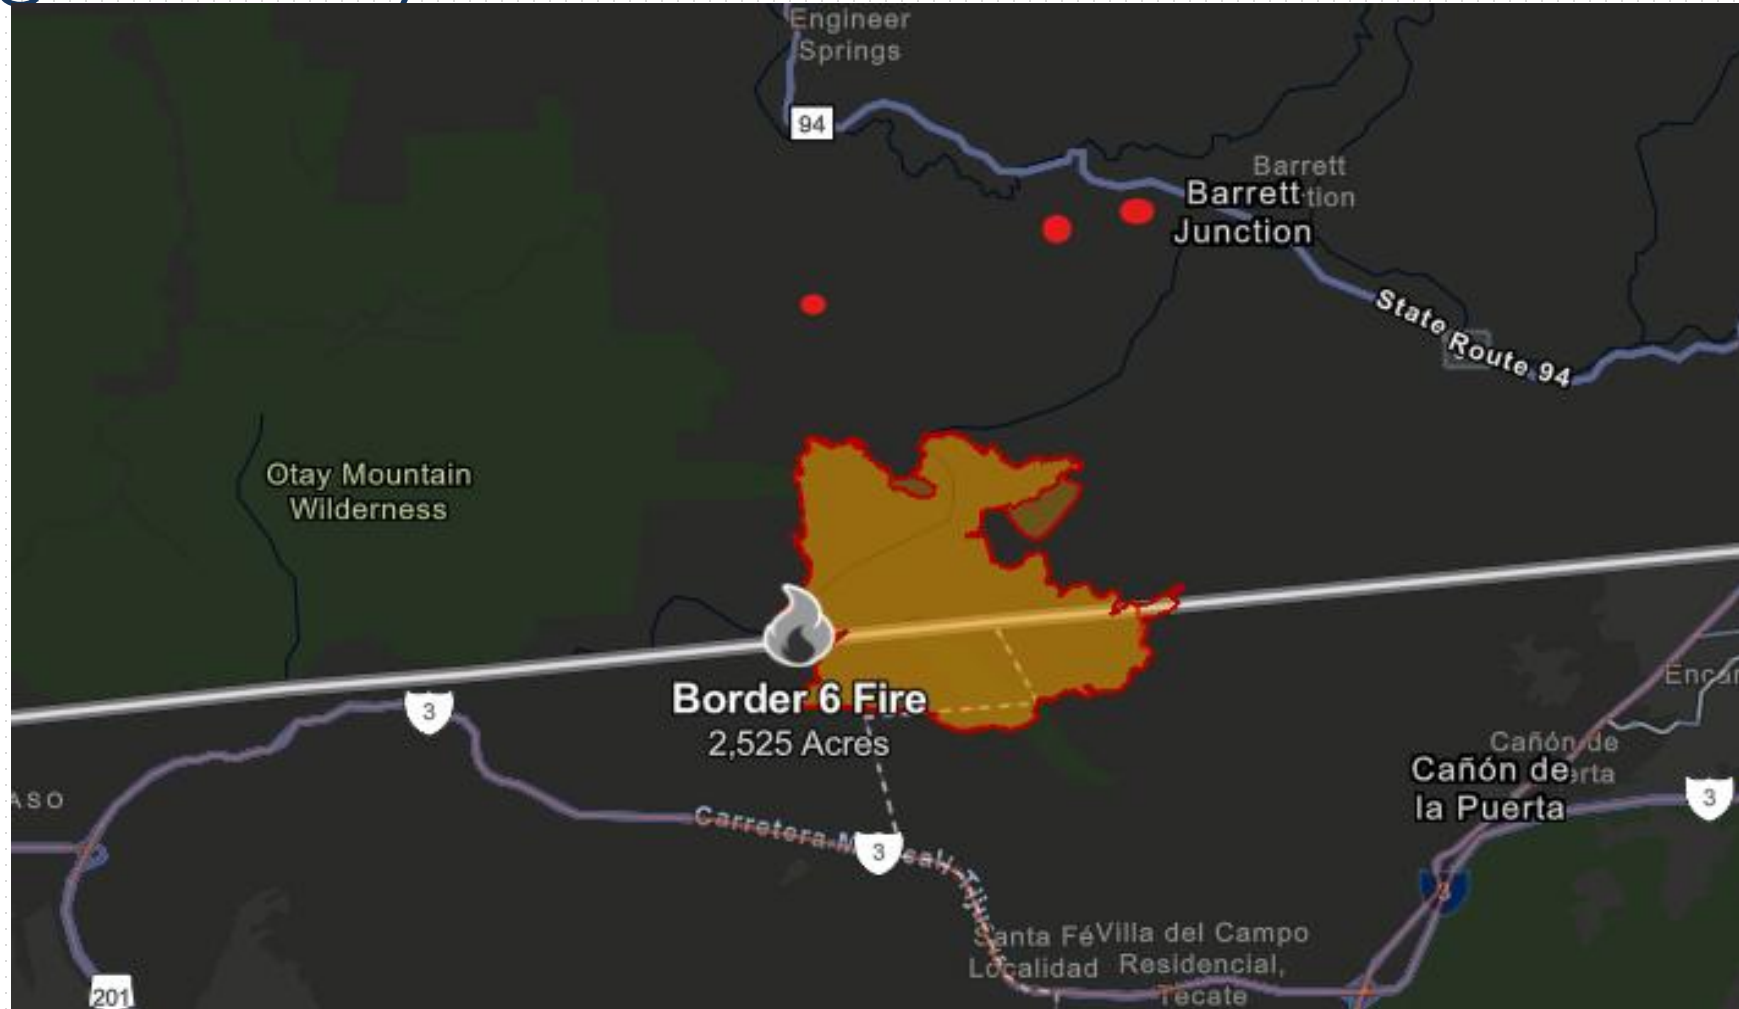 Engineer
Springs
94
Barrett
Barrett
tion
Junction
State Route 94
Otay Mountain
Wilderness
3
Border 6 Fire
2,525 Acres
Cañón de
Cañón de
la Puerta
3
ASO
Carretera
3
Santa Fé
Localidad
Villa del Campo
Residencial,
Tecate
3
201